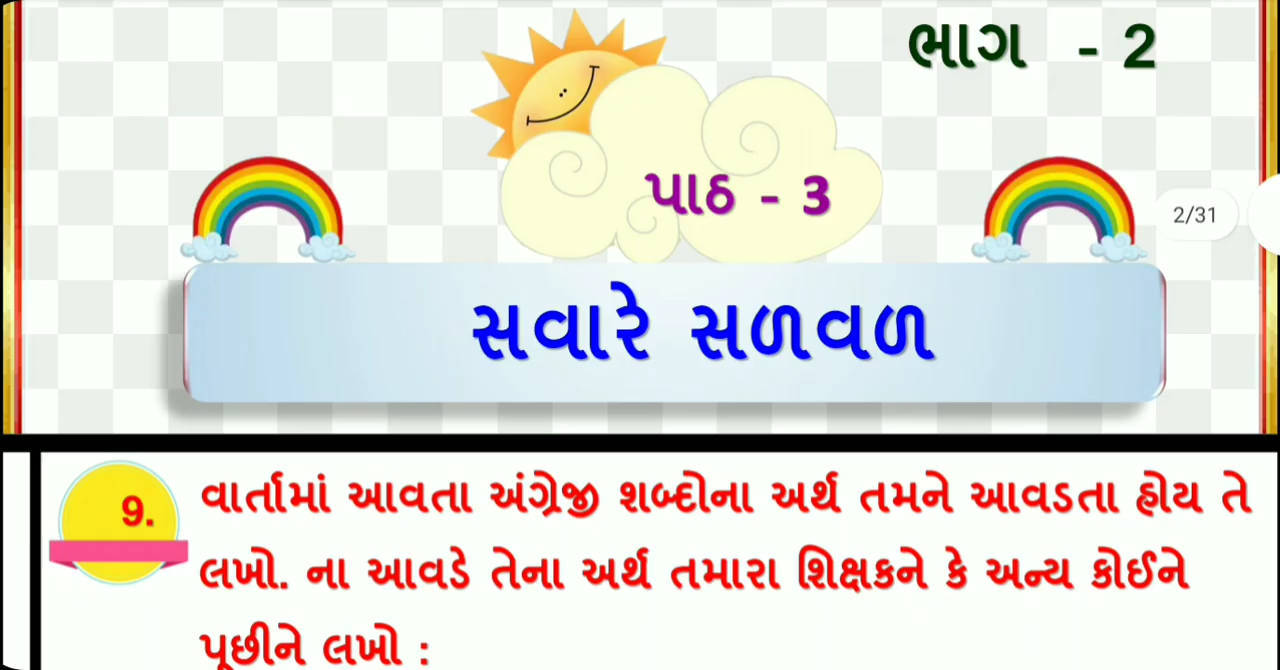 ભાગ - 2
પાઠ - 3
2/31
સવારે સળવળ
9. વાર્તામાં આવતા અંગ્રેજી શબ્દોના અર્થ તમને આવડતા હોય તે
લખો. ના આવડે તેના અર્થ તમારા શિક્ષકને કે અન્ય કોઈને
પૂછીને લખો :